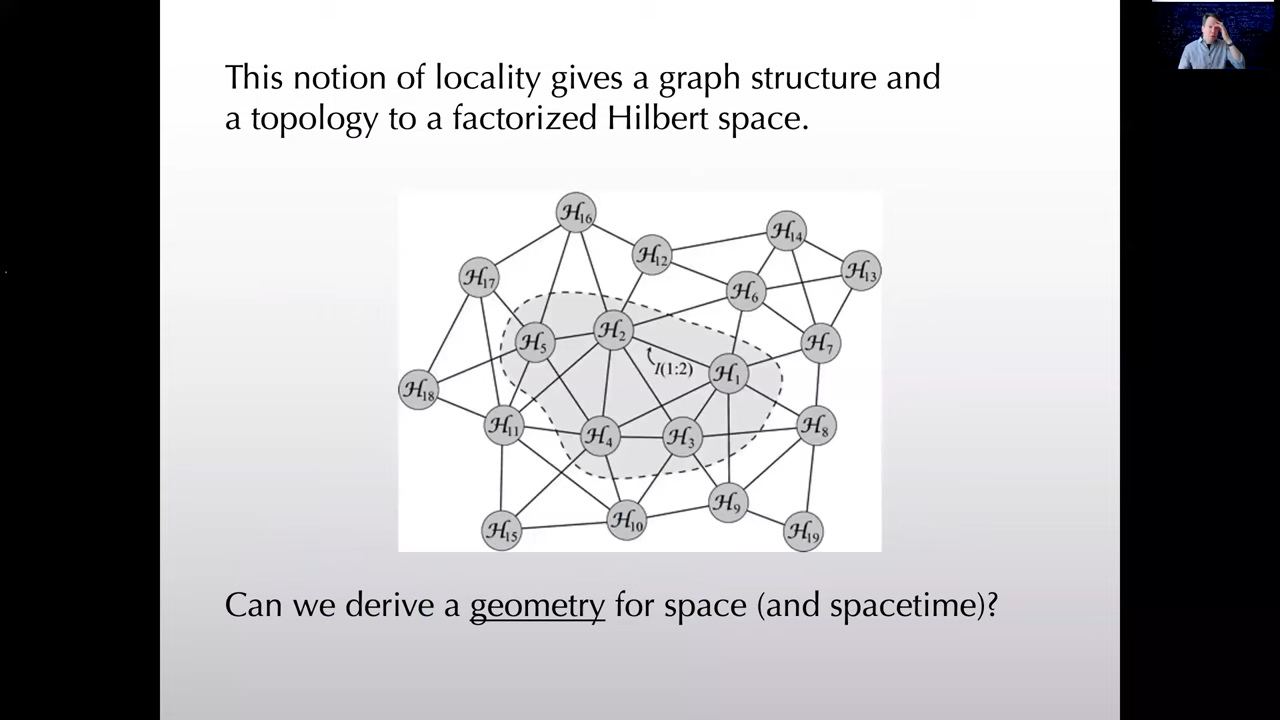 This notion of locality gives a graph structure and
a topology to a factorized Hilbert space.
ℋ16
ℋ14
ℋ12
ℋ13
ℋ17
ℋ6
ℋ2
ℋ5
ℋ7
I(1:2)
ℋ1
ℋ18
ℋ11
ℋ4
ℋ3
ℋ8
ℋ9
ℋ10
ℋ15
ℋ19
Can we derive a geometry for space (and spacetime)?